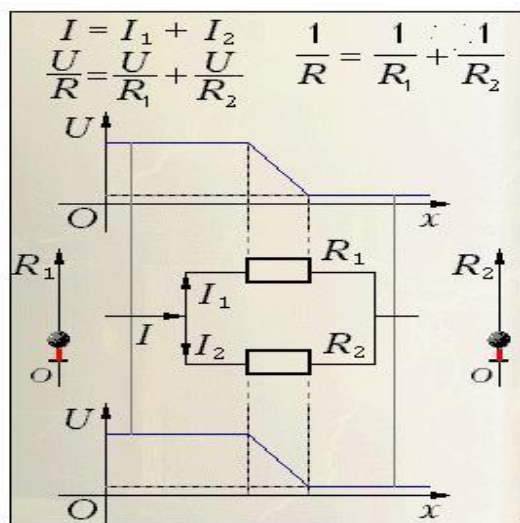 I = I₁ + I₂
U/R = U/R₁ + U/R₂
1/R = 1/R₁ + 1/R₂
U
O
x
R₁
O
I
I₁
I₂
R₁
R₂
R₂
O
U
O
x